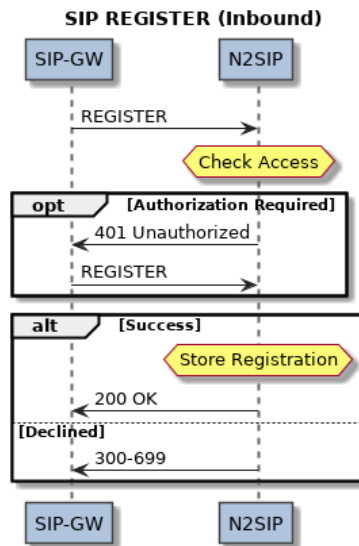 SIP REGISTER (Inbound)
SIP-GW N2SIP
REGISTER
Check Access
opt [Authorization Required]
401 Unauthorized
REGISTER
alt [Success]
Store Registration
200 OK
[Declined]
300-699
SIP-GW N2SIP